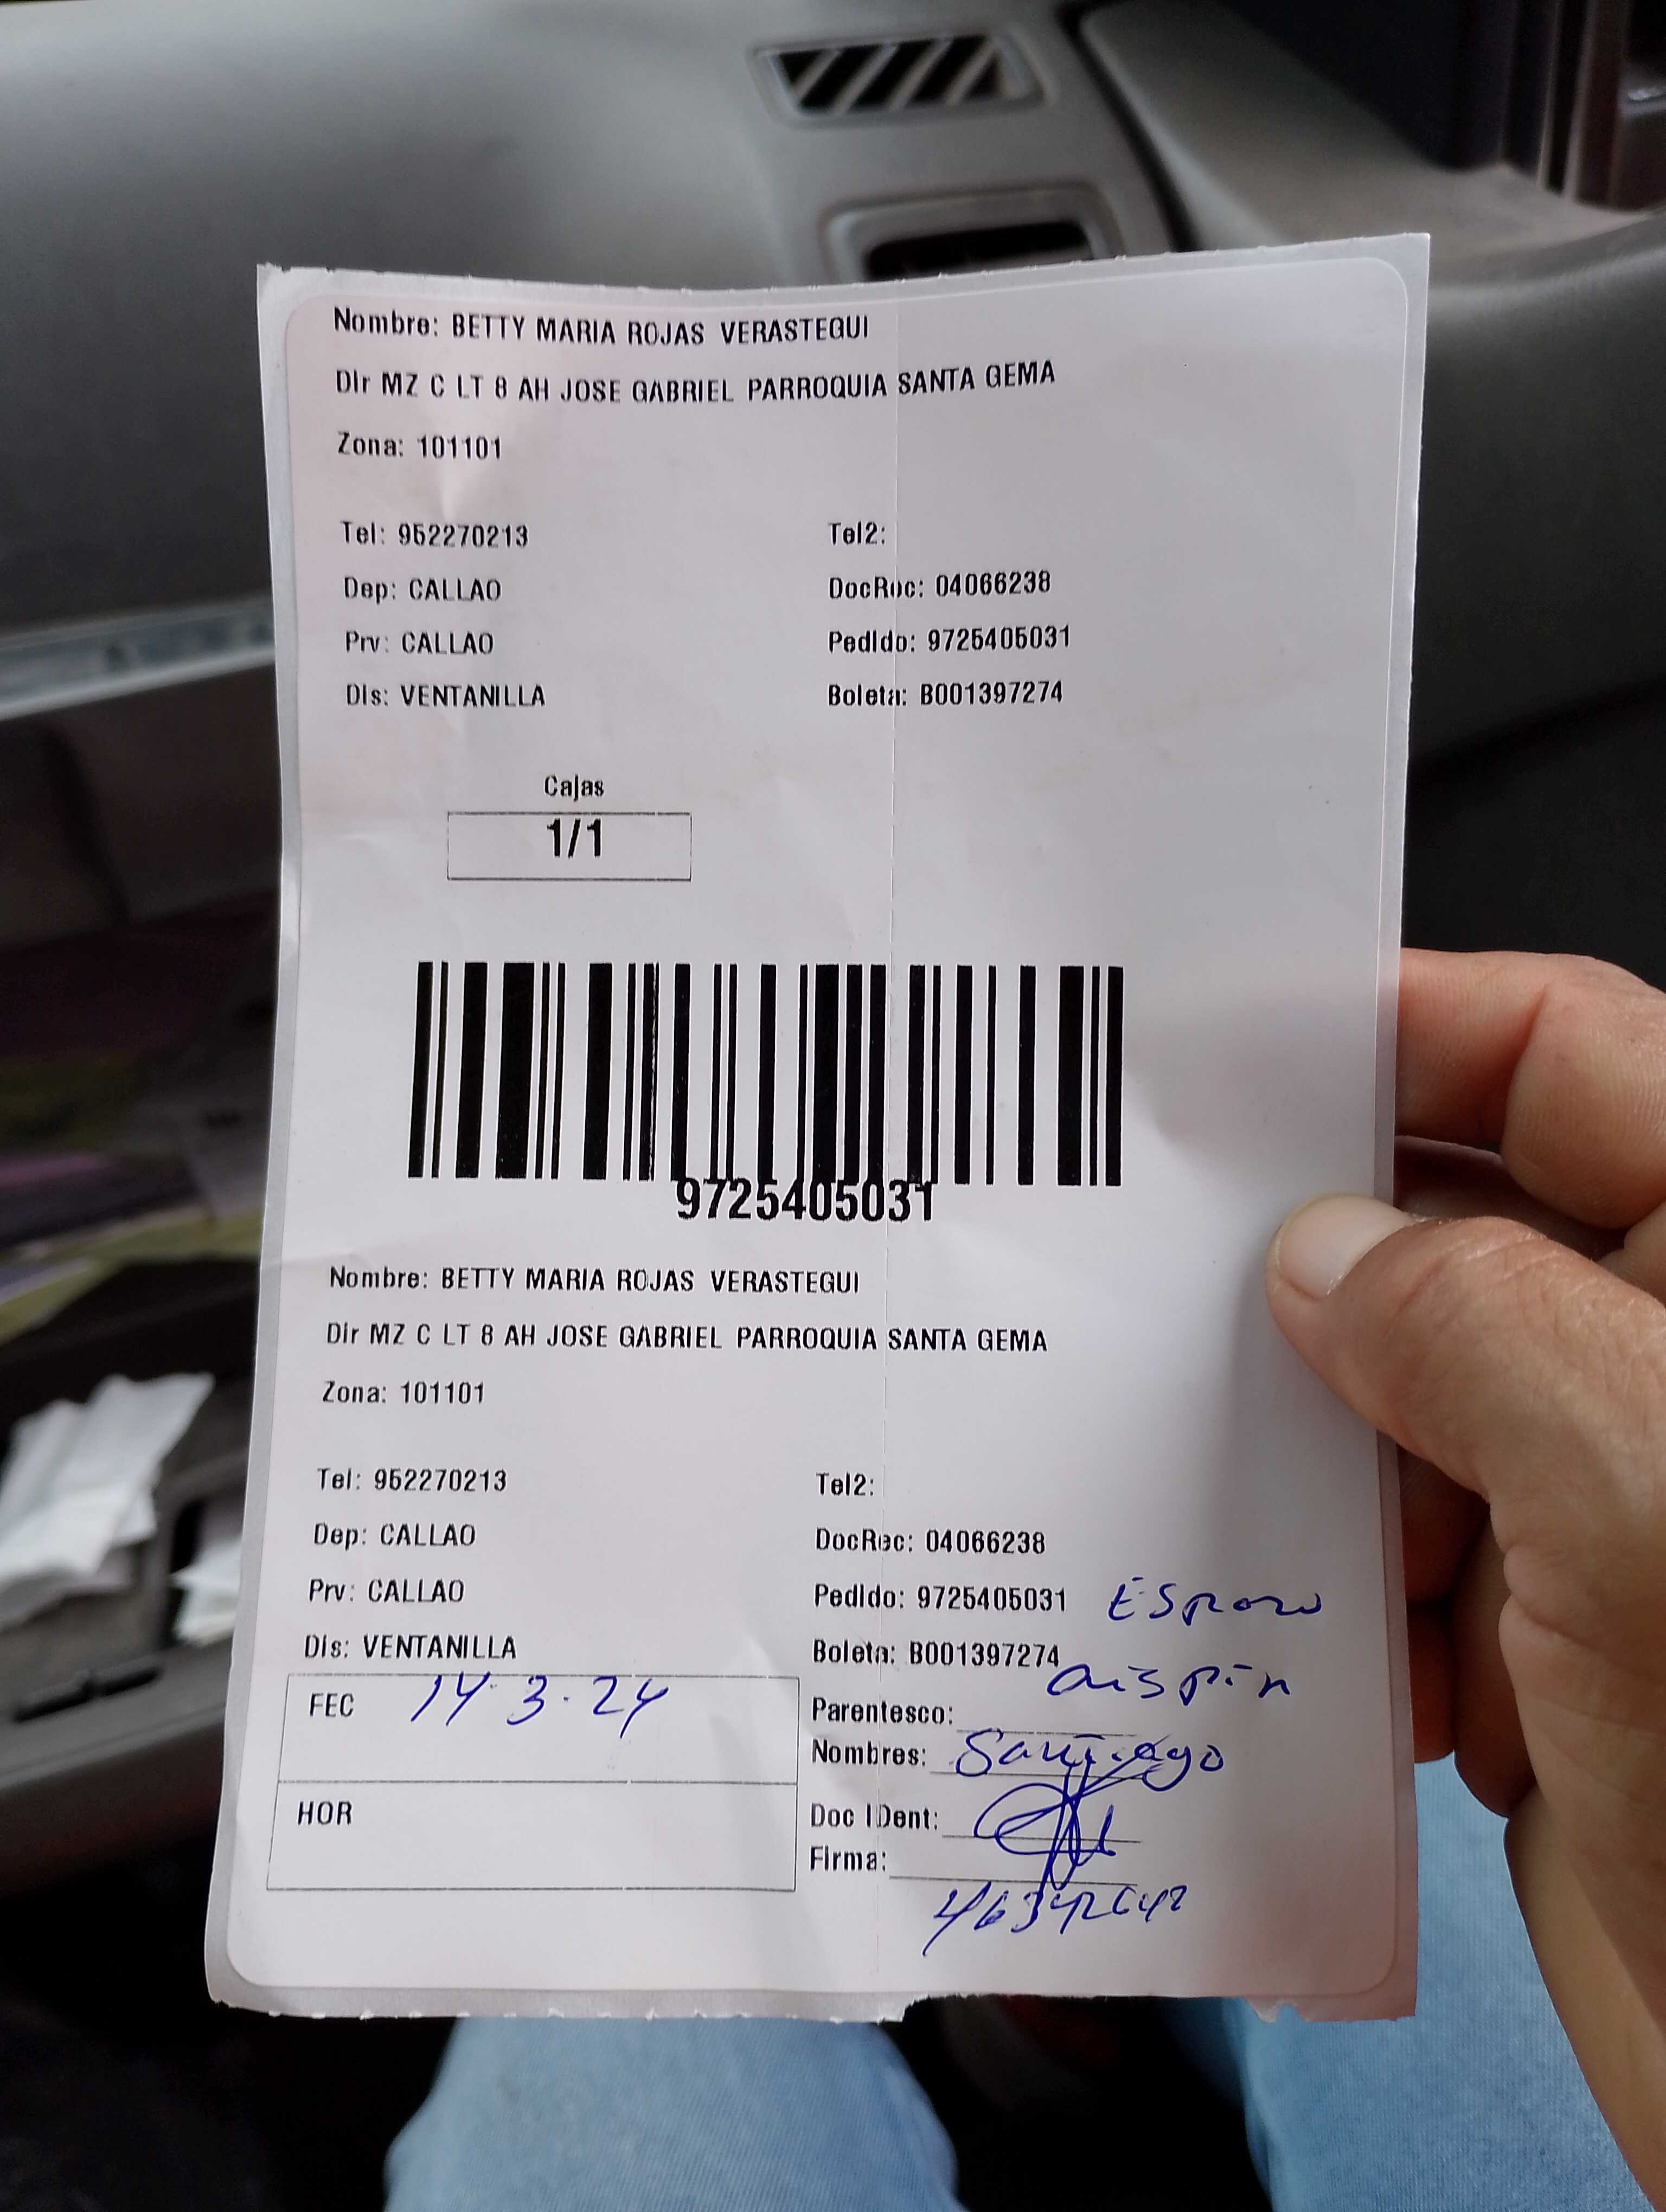 Nombre: BETTY MARIA ROJAS VERASTEGUI
Dir MZ C LT 8 AH JOSE GABRIEL PARROQUIA SANTA GEMA
Zona: 101101
Tel: 952270213 Tel2:
Dep: CALLAO DocRec: 04066238
Prv: CALLAO Pedido: 9725405031
Dis: VENTANILLA Boleta: B001397274
Cajas
1/1
9725405031
Nombre: BETTY MARIA ROJAS VERASTEGUI
Dir MZ C LT 8 AH JOSE GABRIEL PARROQUIA SANTA GEMA
Zona: 101101
Tel: 952270213 Tel2:
Dep: CALLAO DocRec: 04066238
Prv: CALLAO Pedido: 9725405031 Esposo
Dis: VENTANILLA Boleta: B001397274
FEC 14-3-24 Parentesco: Crispin
Nombres: Santiago
HOR Doc IDent:
Firma: